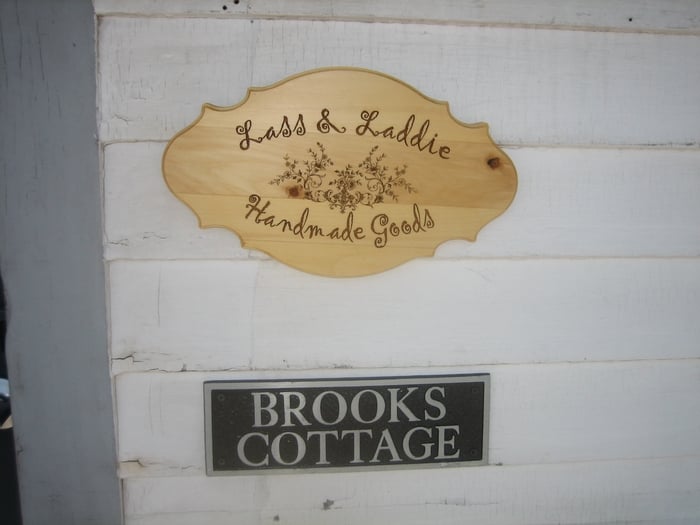 Lass & Laddie
Handmade Goods
BROOKS
COTTAGE